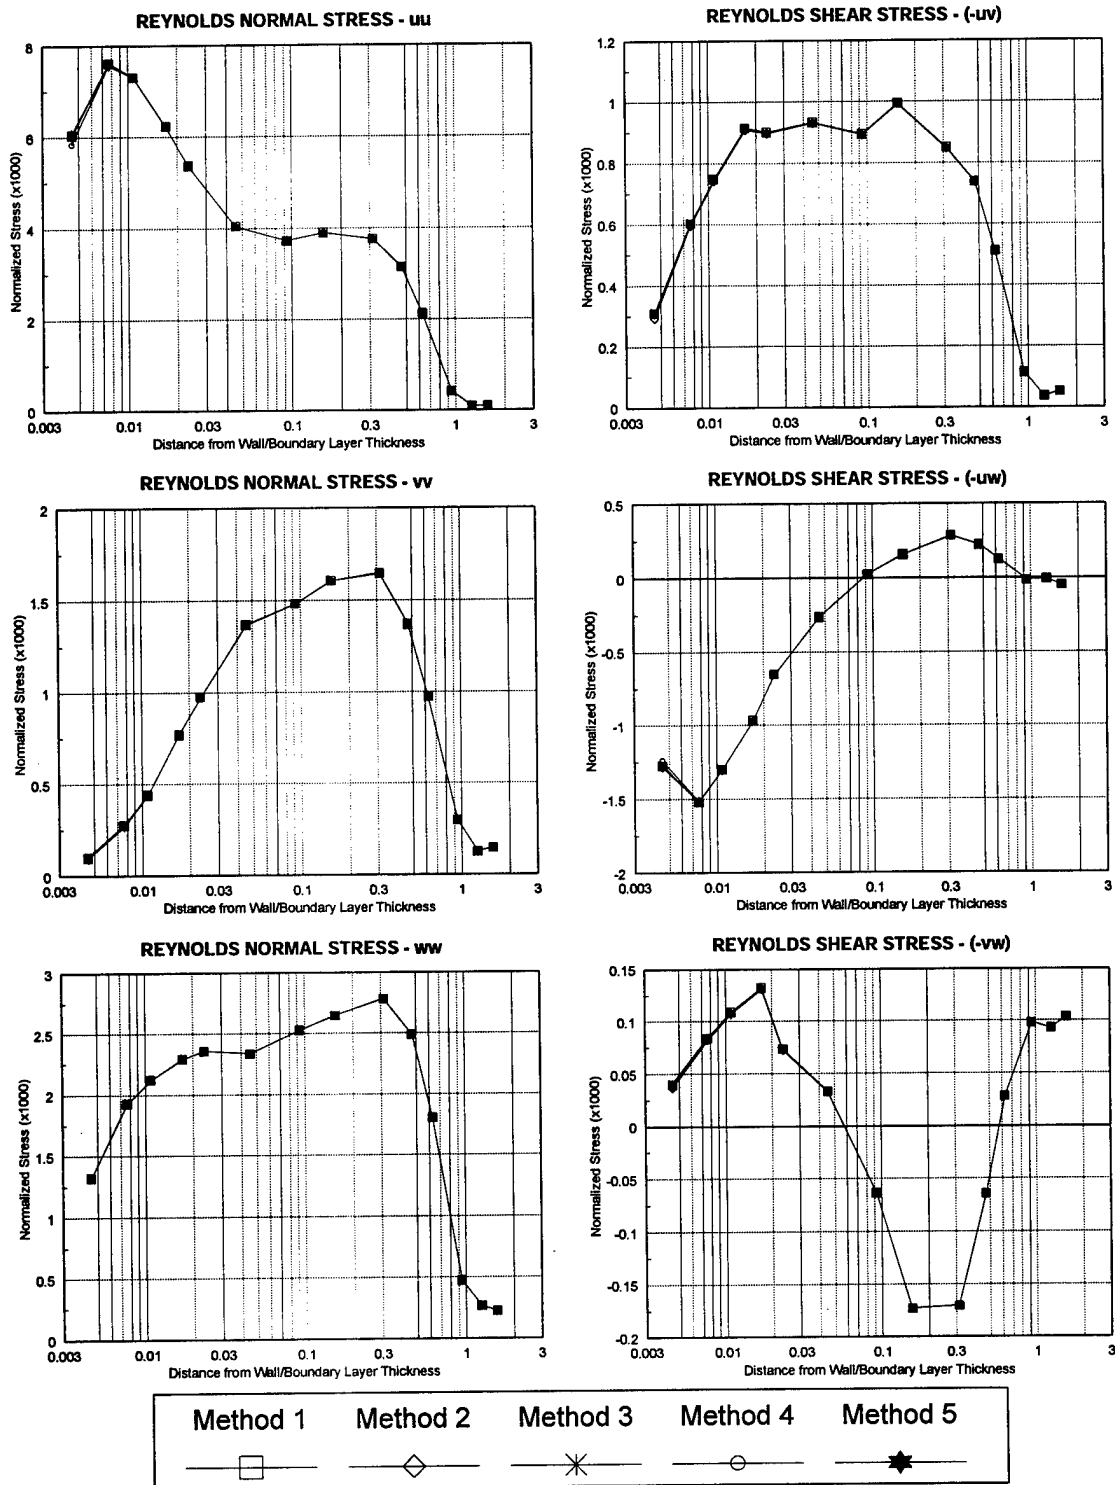 REYNOLDS NORMAL STRESS - uu
Normalized Stress (x1000)
8
6
4
2
0
0.003 0.01 0.03 0.1 0.3 1 3
Distance from Wall/Boundary Layer Thickness
REYNOLDS SHEAR STRESS - (-uv)
Normalized Stress (x1000)
1.2
1
0.8
0.6
0.4
0.2
0
0.003 0.01 0.03 0.1 0.3 1 3
Distance from Wall/Boundary Layer Thickness
REYNOLDS NORMAL STRESS - vv
Normalized Stress (x1000)
2
1.5
1
0.5
0
0.003 0.01 0.03 0.1 0.3 1 3
Distance from Wall/Boundary Layer Thickness
REYNOLDS SHEAR STRESS - (-uw)
Normalized Stress (x1000)
0.5
0
-0.5
-1
-1.5
-2
0.003 0.01 0.03 0.1 0.3 1 3
Distance from Wall/Boundary Layer Thickness
REYNOLDS NORMAL STRESS - ww
Normalized Stress (x1000)
3
2.5
2
1.5
1
0.5
0
0.003 0.01 0.03 0.1 0.3 1 3
Distance from Wall/Boundary Layer Thickness
REYNOLDS SHEAR STRESS - (-vw)
Normalized Stress (x1000)
0.15
0.1
0.05
0
-0.05
-0.1
-0.15
-0.2
0.003 0.01 0.03 0.1 0.3 1 3
Distance from Wall/Boundary Layer Thickness
Method 1 Method 2 Method 3 Method 4 Method 5